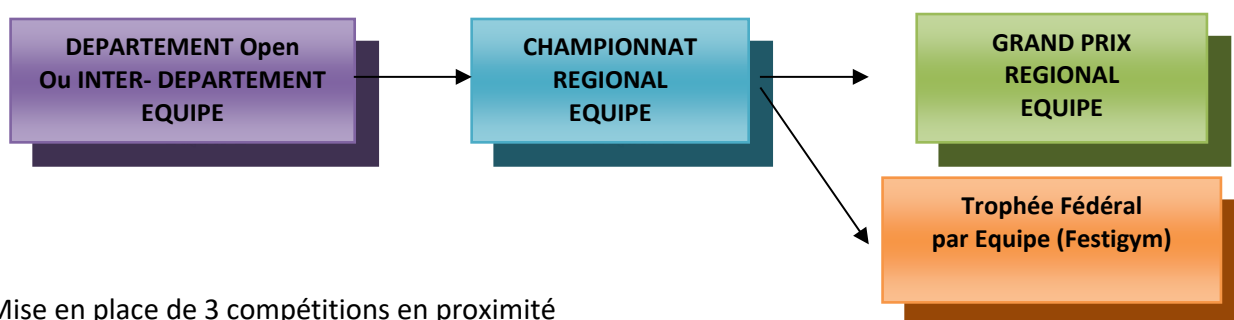 DEPARTEMENT Open
Ou INTER- DEPARTEMENT
EQUIPE
CHAMPIONNAT
REGIONAL
EQUIPE
GRAND PRIX
REGIONAL
EQUIPE
Trophée Fédéral
par Equipe (Festigym)
Mise en place de 3 compétitions en proximité